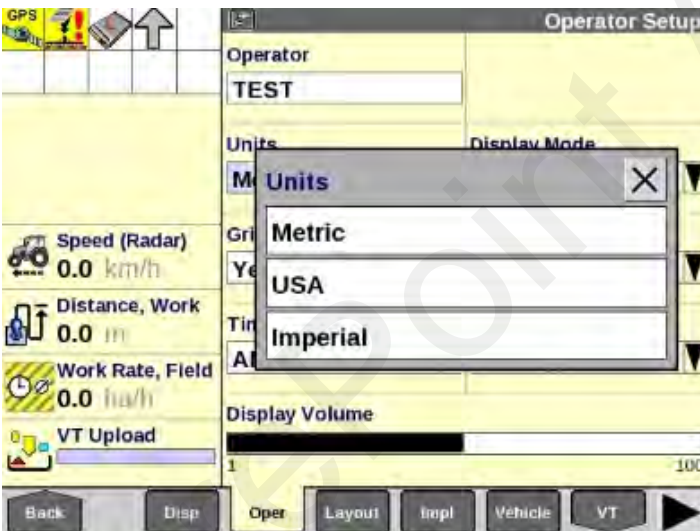 GPS
Operator Setup
Operator
TEST
Units
Display Mode
Units
Metric
USA
Imperial
Speed (Radar)
0.0 km/h
Distance, Work
0.0 m
Work Rate, Field
0.0 ha/h
VT Upload
Display Volume
1
100
Back
Disp
Oper
Layout
Impl
Vehicle
VT